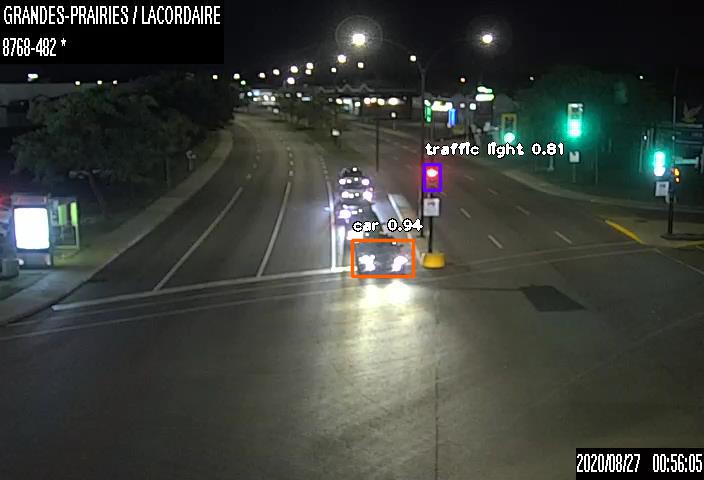 GRANDES-PRAIRIES / LACORDAIRE
8768-482 *
traffic light 0.81
car 0.94
2020/08/27 00:56:05